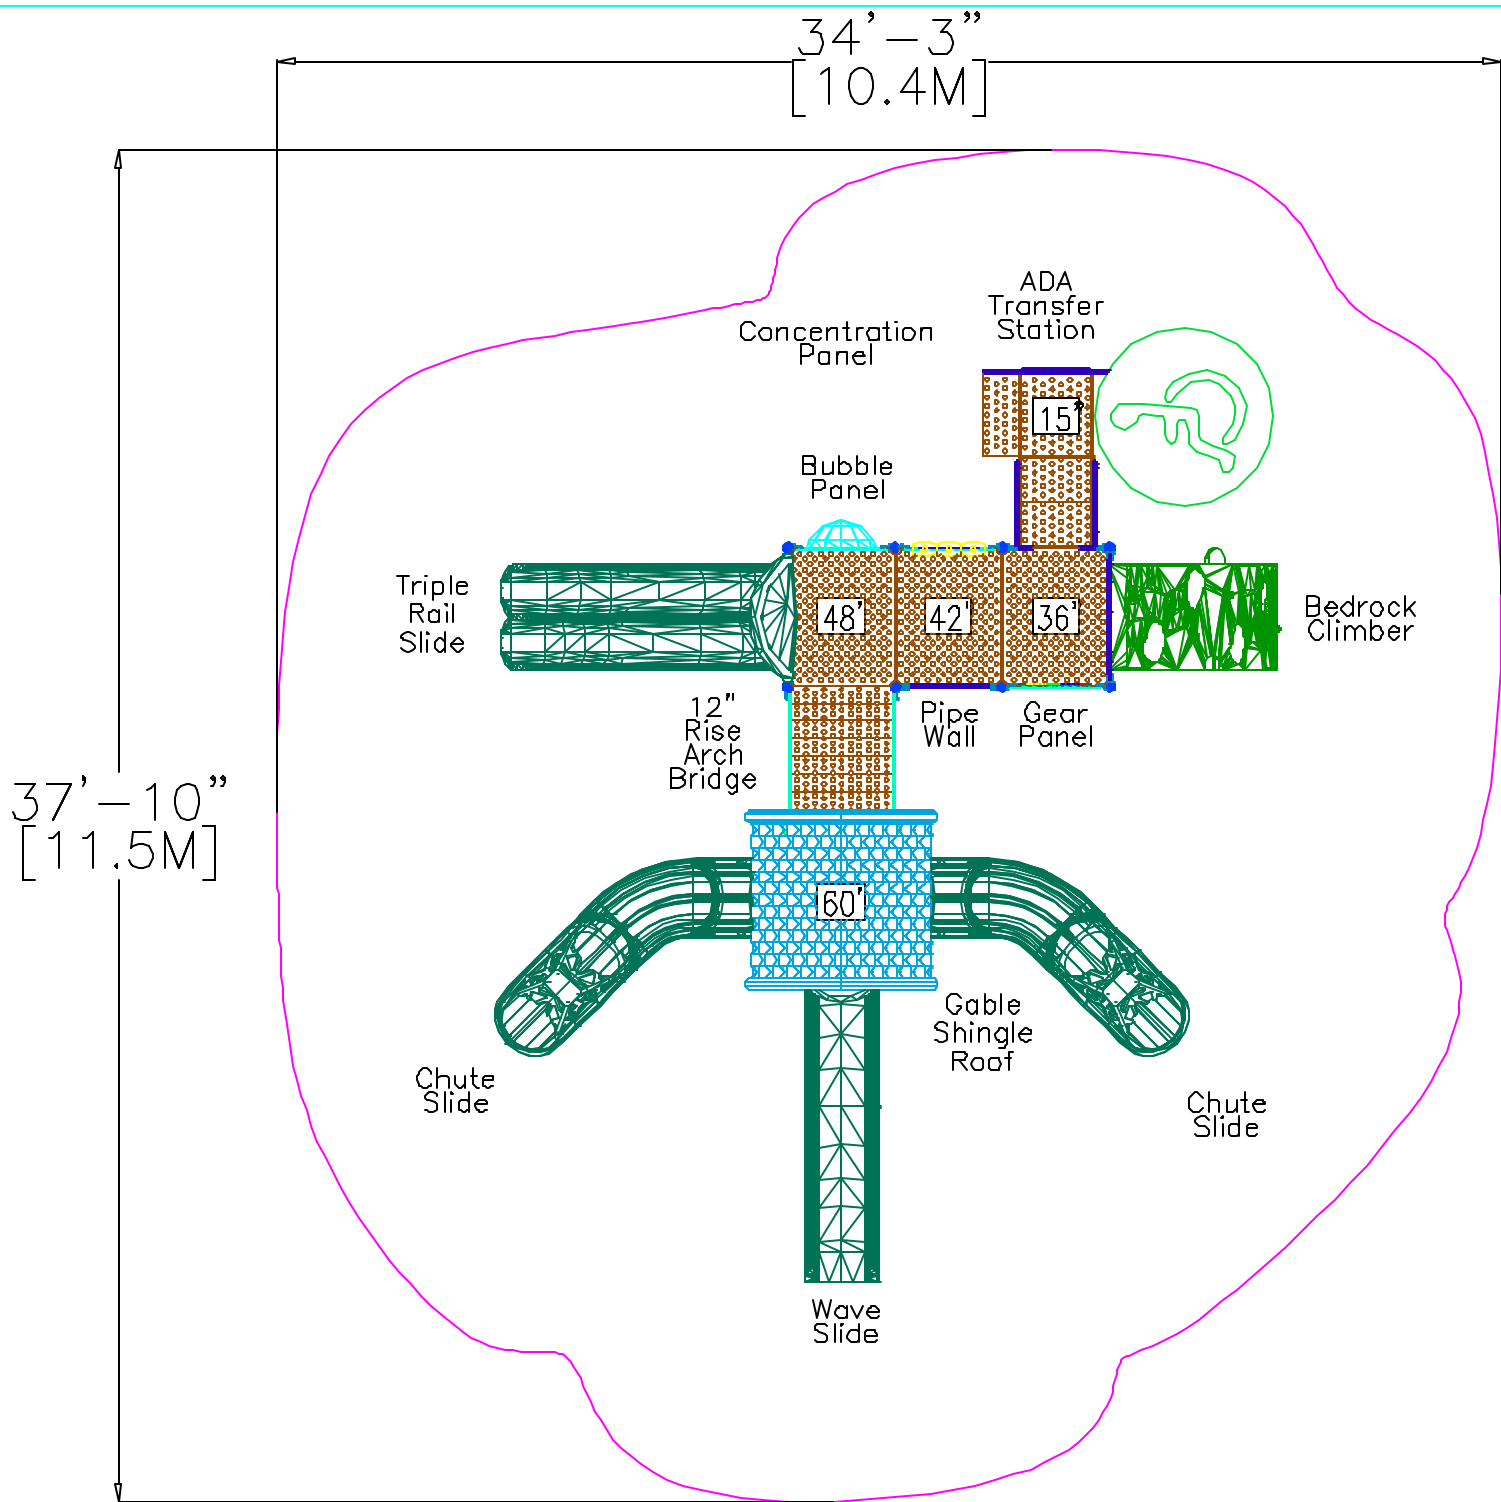 34'-3"
[10.4M]
ADA
Transfer
Station
Concentration
Panel
15"
Bubble
Panel
Triple
Rail
Slide
48"
42"
36"
Bedrock
Climber
12"
Rise
Arch
Bridge
Pipe
Wall
Gear
Panel
37'-10"
[11.5M]
60"
Gable
Shingle
Roof
Chute
Slide
Chute
Slide
Wave
Slide